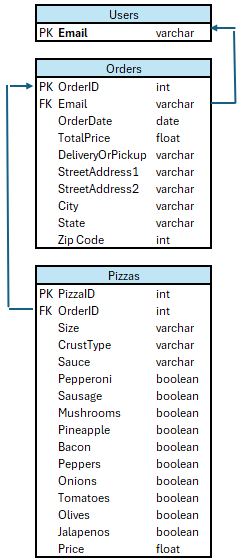 Users
PK Email varchar
Orders
PK OrderID int
FK Email varchar
OrderDate date
TotalPrice float
DeliveryOrPickup varchar
StreetAddress1 varchar
StreetAddress2 varchar
City varchar
State varchar
Zip Code int
Pizzas
PK PizzaID int
FK OrderID int
Size varchar
CrustType varchar
Sauce varchar
Pepperoni boolean
Sausage boolean
Mushrooms boolean
Pineapple boolean
Bacon boolean
Peppers boolean
Onions boolean
Tomatoes boolean
Olives boolean
Jalapenos boolean
Price float